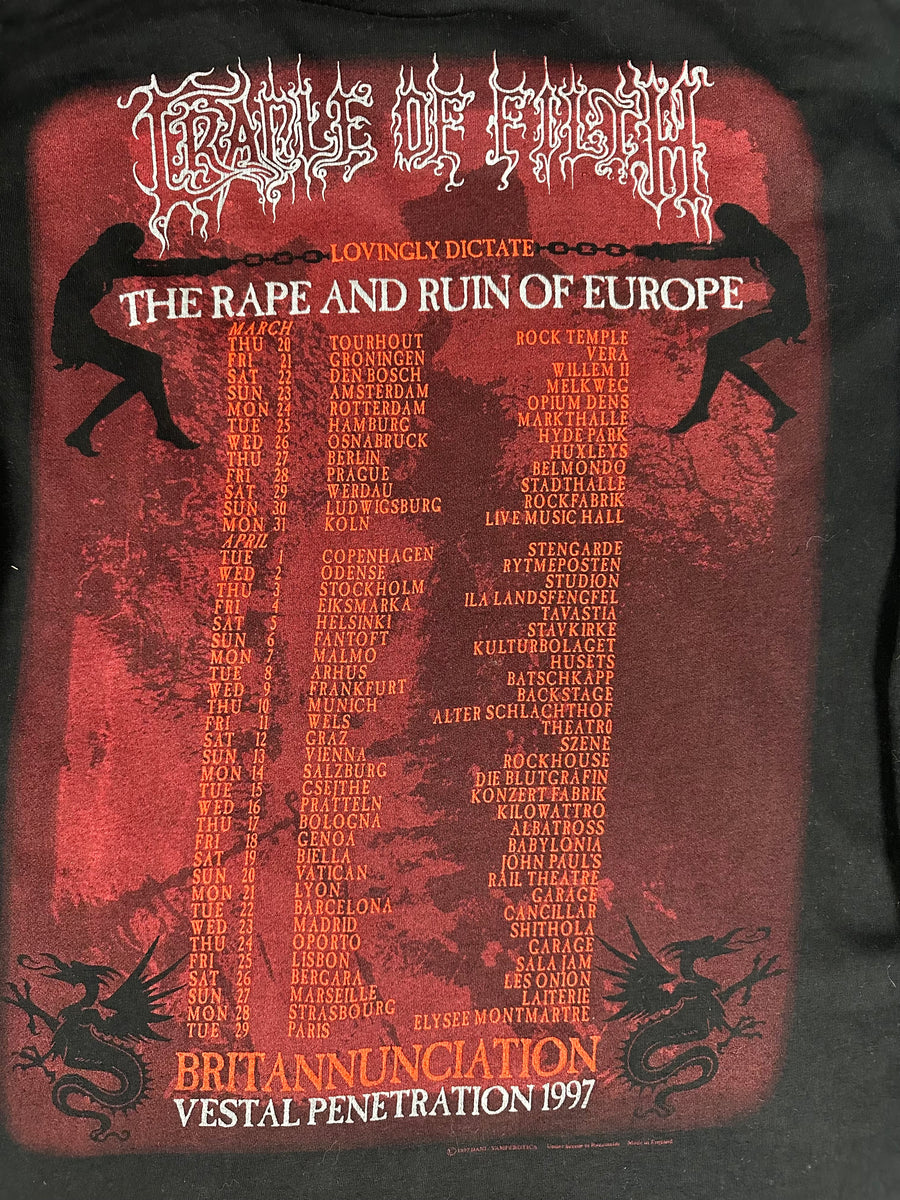 CRADLE OF FILTH
LOVINGLY DICTATE
THE RAPE AND RUIN OF EUROPE
MARCH
THU 20 TOURHOUT ROCK TEMPLE
FRI 21 GRONINGEN VERA
SAT 22 DEN BOSCH WILLEM II
SUN 23 AMSTERDAM MELKWEG
MON 24 ROTTERDAM OPIUM DENS
TUE 25 HAMBURG MARKTHALLE
WED 26 OSNABRUCK HYDE PARK
THU 27 BERLIN HUXLEYS
FRI 28 PRAGUE BELMONDO
SAT 29 WERDAU STADTHALLE
SUN 30 LUDWIGSBURG ROCKFABRIK
MON 31 KOLN LIVE MUSIC HALL
APRIL
TUE 1 COPENHAGEN STENGARDE
WED 2 ODENSE RYTMEPOSTEN
THU 3 STOCKHOLM STUDION
FRI 4 EIKSMARKA ILA LANDSFENGFEL
SAT 5 HELSINKI TAVASTIA
SUN 6 FANTOFT STAVKIRKE
MON 7 MALMO KULTURBOLAGET
TUE 8 ARHUS HUSETS
WED 9 FRANKFURT BATSCHKAPP
THU 10 MUNICH BACKSTAGE
FRI 11 WELS ALTER SCHLACHTHOF
SAT 12 GRAZ THEATRO
SUN 13 VIENNA SZENE
MON 14 SALZBURG ROCKHOUSE
TUE 15 CSEJTHE DIE BLUTGRAFIN
WED 16 PRATTELN KONZERT FABRIK
THU 17 BOLOGNA KILOWATTRO
FRI 18 GENOA ALBATROSS
SAT 19 BIELLA BABYLONIA
SUN 20 VATICAN JOHN PAUL'S
MON 21 LYON RAIL THEATRE
TUE 22 BARCELONA GARAGE
WED 23 MADRID CANCILLAR
THU 24 OPORTO SHITHOLA
FRI 25 LISBON GARAGE
SAT 26 BERGARA SALA JAM
SUN 27 MARSEILLE LES ONION
MON 28 STRASBOURG LAITERIE
TUE 29 PARIS ELYSEE MONTMARTRE
BRITANNUNCIATION
VESTAL PENETRATION 1997
© 1997 DANI / VAMPEROTICA Made in England